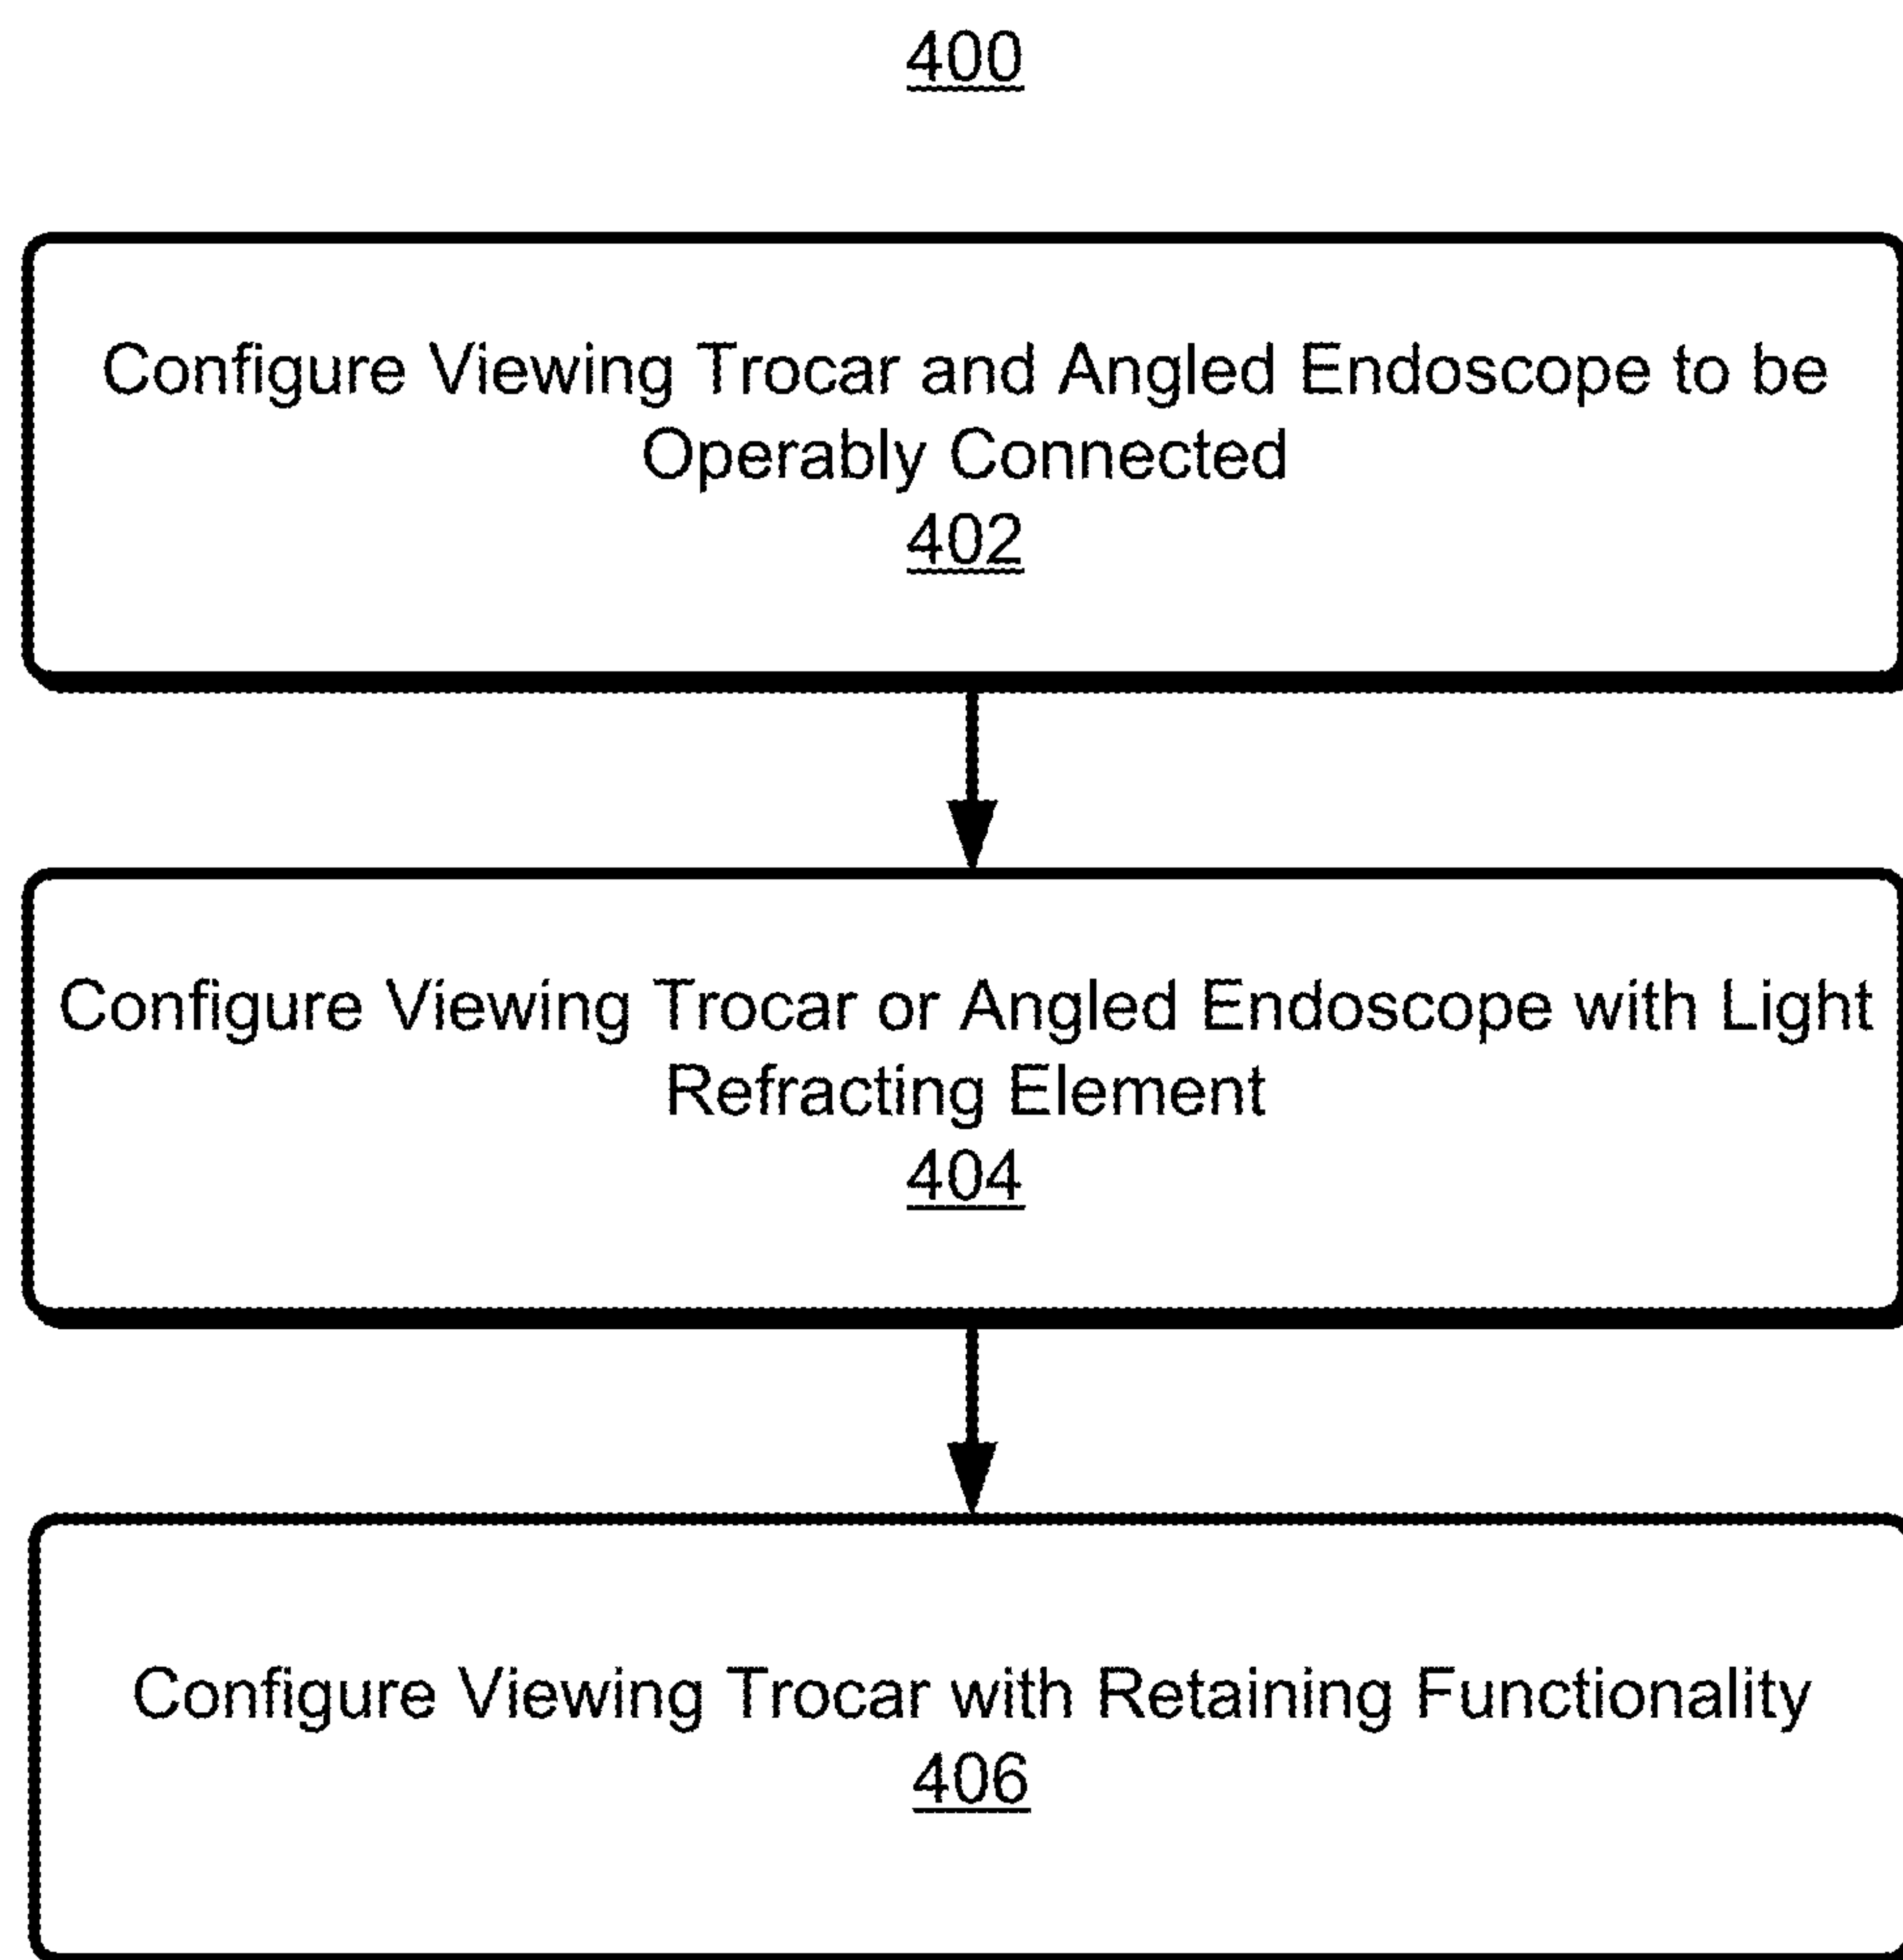 400
Configure Viewing Trocar and Angled Endoscope to be
Operably Connected
402
Configure Viewing Trocar or Angled Endoscope with Light
Refracting Element
404
Configure Viewing Trocar with Retaining Functionality
406